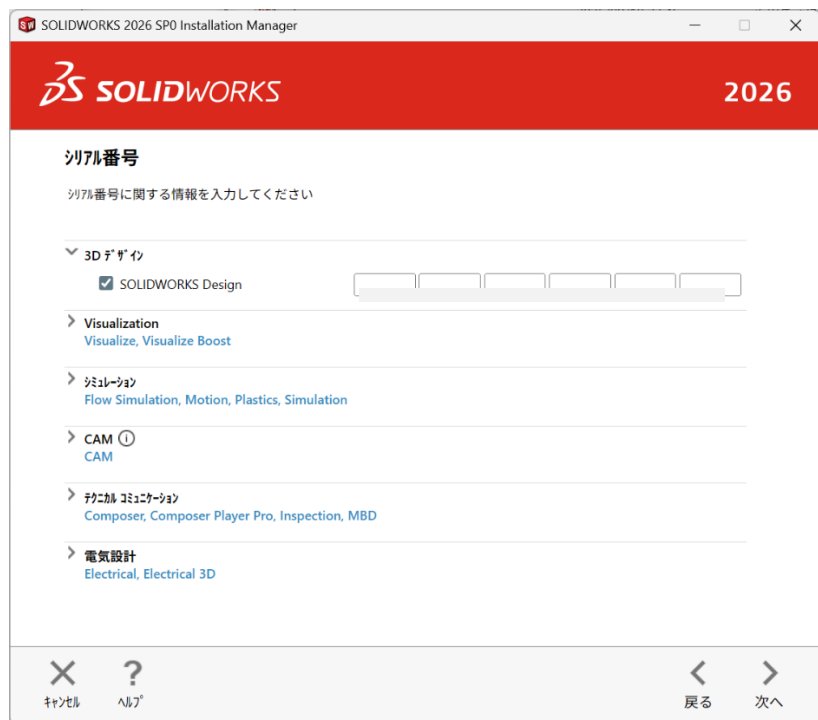 SOLIDWORKS 2026 SP0 Installation Manager
SOLIDWORKS
2026
ｼﾘｱﾙ番号
ｼﾘｱﾙ番号に関する情報を入力してください
3D ﾃﾞｻﾞｲﾝ
SOLIDWORKS Design
Visualization
Visualize, Visualize Boost
ｼﾐｭﾚｰｼｮﾝ
Flow Simulation, Motion, Plastics, Simulation
CAM
CAM
ﾃｸﾆｶﾙ ｺﾐｭﾆｹｰｼｮﾝ
Composer, Composer Player Pro, Inspection, MBD
電気設計
Electrical, Electrical 3D
ｷｬﾝｾﾙ
ﾍﾙﾌﾟ
戻る
次へ